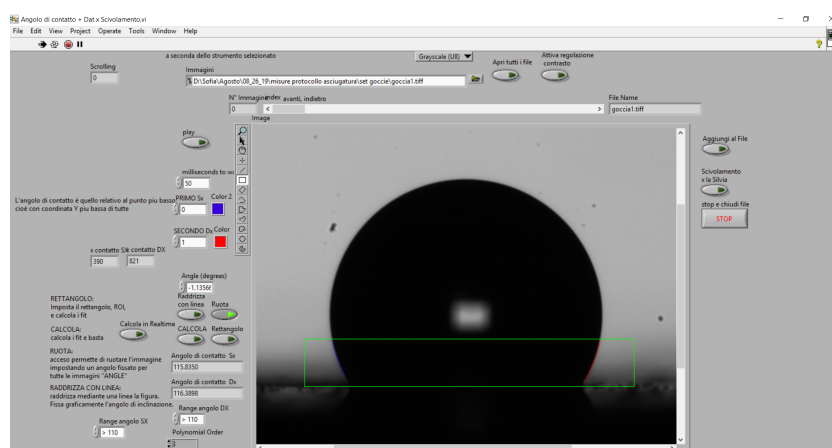 Angolo di contatto + Dat x Scivolamento.vi
File Edit View Project Operate Tools Window Help
a seconda dello strumento selezionato
Grayscale (U8)
Apri tutti i file
Attiva regolazione
contrasto
Scrolling
0
Immagini
D:\Sofia\Agosto\08_26_19\misure protocollo asciugatura\set goccie\goccia1.tiff
N° Immagini
index avanti, indietro
0
File Name
goccia1.tiff
Image
play
Aggiungi al File
milliseconds to w
50
Scivolamento
x la Silvia
L'angolo di contatto è quello relativo al punto piu basso
cioè con coordinata Y piu bassa di tutte
PRIMO Sx
Color 2
0
stop e chiudi file
STOP
SECONDO Dx
Color
1
x contatto SX
x contatto DX
390
821
Angle (degrees)
-1.1356
RETTANGOLO:
Imposta il rettangolo, ROI,
e calcola i fit
Raddrizza
con linea
Ruota
CALCOLA:
calcola i fit e basta
Calcola in Realtime
CALCOLA
Rettangolo
RUOTA:
acceso permette di ruotare l'immagine
impostando un angolo fissato per
tutte le immagini "ANGLE"
Angolo di contatto Sx
115.8350
RADDRIZZA CON LINEA:
raddrizza mediante una linea la figura.
Fissa graficamente l'angolo di inclinazione.
Angolo di contatto Dx
116.3898
Range angolo SX
> 110
Range angolo DX
> 110
Polynomial Order
3